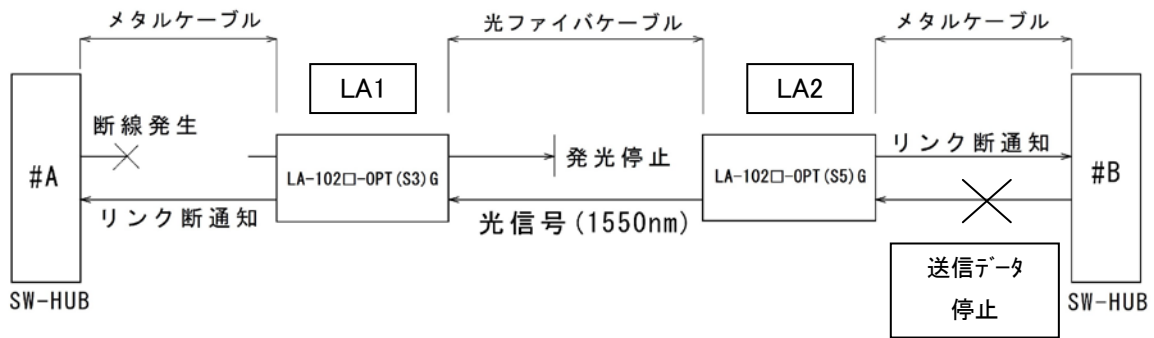 メタルケーブル
光ファイバケーブル
メタルケーブル
LA1
LA2
断線発生
発光停止
リンク断通知
#A
LA-102□-OPT(S3)G
LA-102□-OPT(S5)G
#B
リンク断通知
光信号(1550nm)
送信ﾃﾞｰﾀ
停止
SW-HUB
SW-HUB